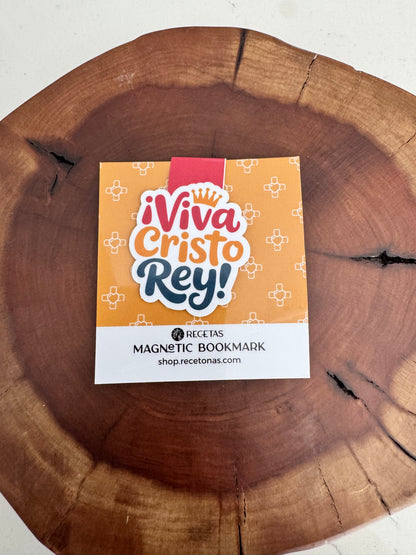 ¡Viva
Cristo
Rey!
RECETAS
MAGNeTIC BOOKMARK
shop.recetonas.com